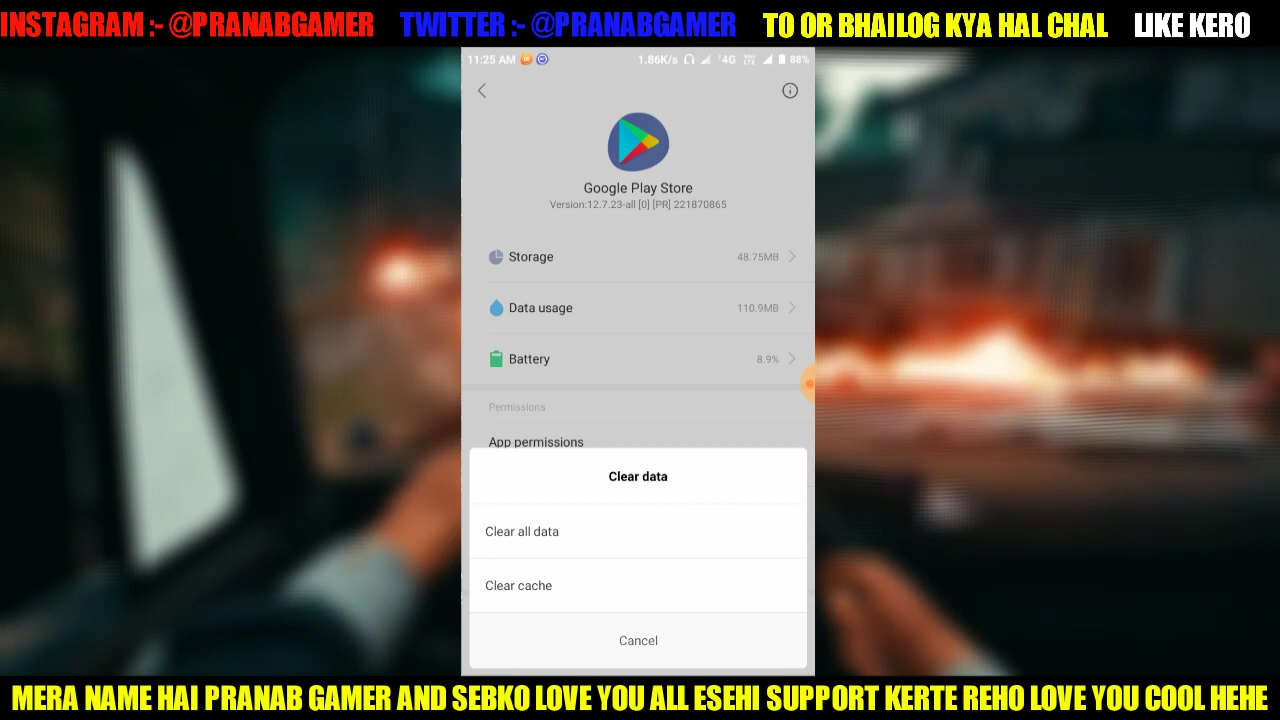 INSTAGRAM :- @PRANABGAMER TWITTER :- @PRANABGAMER TO OR BHAILOG KYA HAL CHAL LIKE KERO
11:25 AM 1.86K/s 4G VoLTE 88%
Google Play Store
Version:12.7.23-all [0] [PR] 221870865
Storage 48.75MB
Data usage 110.9MB
Battery 8.9%
Permissions
App permissions
Clear data
Clear all data
Clear cache
Cancel
MERA NAME HAI PRANAB GAMER AND SEBKO LOVE YOU ALL ESEHI SUPPORT KERTE REHO LOVE YOU COOL HEHE